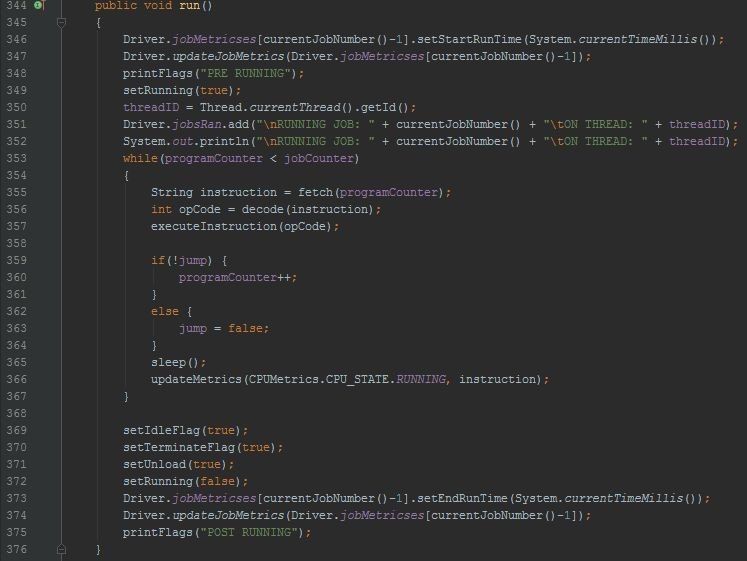 344 public void run()
345 {
346 Driver.jobMetricses[currentJobNumber()-1].setStartRunTime(System.currentTimeMillis());
347 Driver.updateJobMetrics(Driver.jobMetricses[currentJobNumber()-1]);
348 printFlags("PRE RUNNING");
349 setRunning(true);
350 threadID = Thread.currentThread().getId();
351 Driver.jobsRan.add("\nRUNNING JOB: " + currentJobNumber() + "\tON THREAD: " + threadID);
352 System.out.println("\nRUNNING JOB: " + currentJobNumber() + "\tON THREAD: " + threadID);
353 while(programCounter < jobCounter)
354 {
355 String instruction = fetch(programCounter);
356 int opCode = decode(instruction);
357 executeInstruction(opCode);
358
359 if(!jump) {
360 programCounter++;
361 }
362 else {
363 jump = false;
364 }
365 sleep();
366 updateMetrics(CPUMetrics.CPU_STATE.RUNNING, instruction);
367 }
368
369 setIdleFlag(true);
370 setTerminateFlag(true);
371 setUnload(true);
372 setRunning(false);
373 Driver.jobMetricses[currentJobNumber()-1].setEndRunTime(System.currentTimeMillis());
374 Driver.updateJobMetrics(Driver.jobMetricses[currentJobNumber()-1]);
375 printFlags("POST RUNNING");
376 }